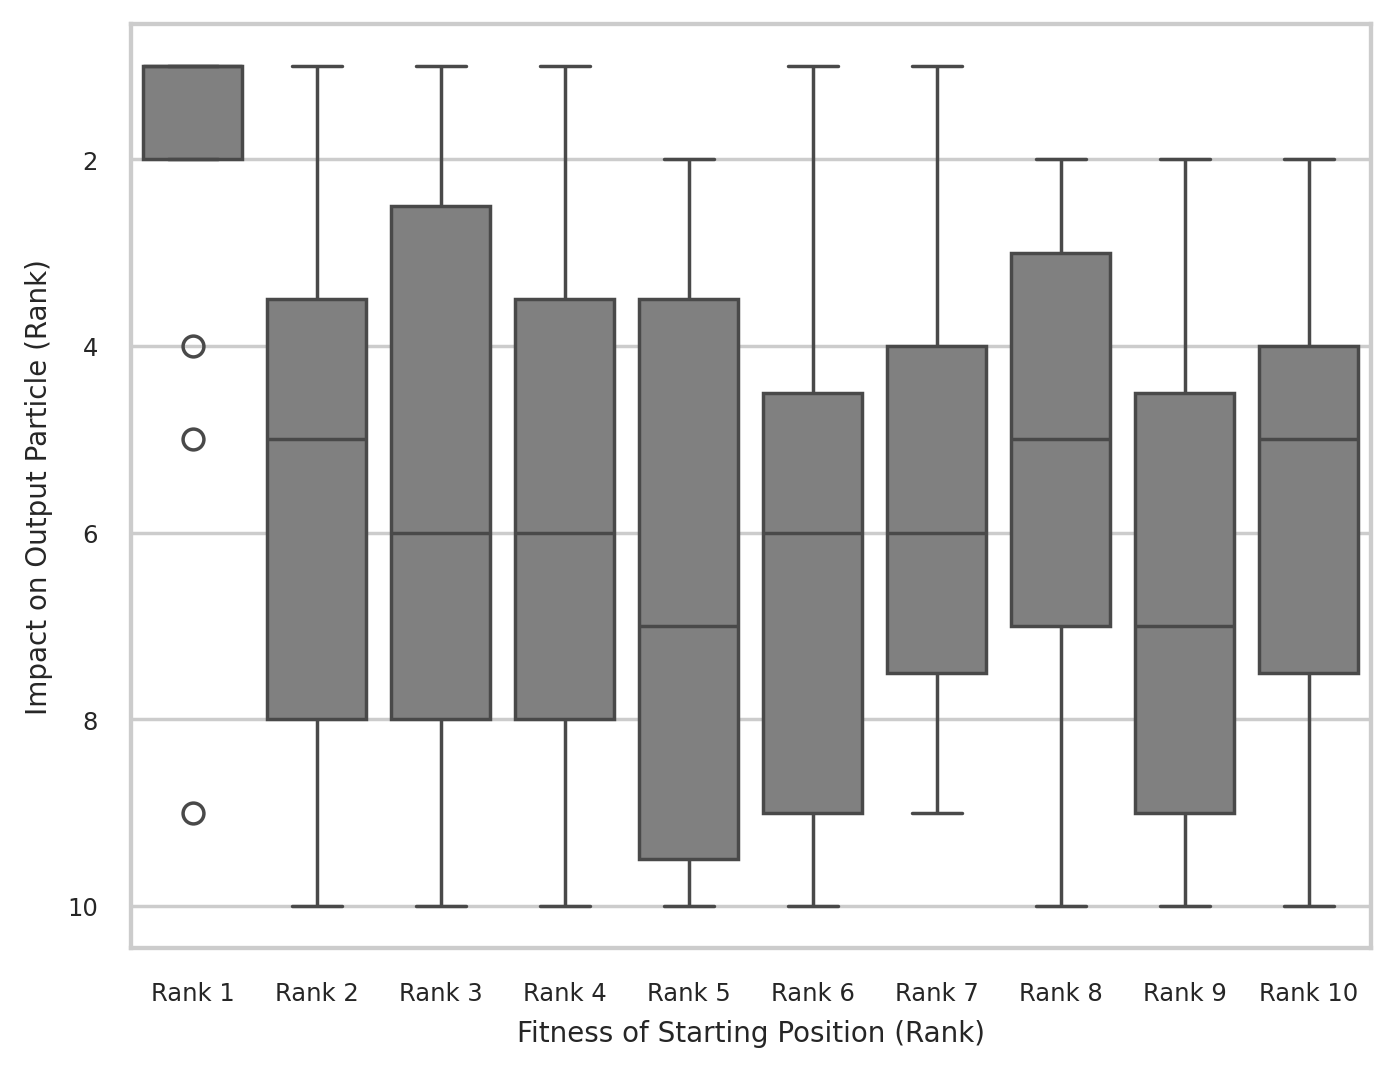 Impact on Output Particle (Rank)
2
4
6
8
10
Rank 1 Rank 2 Rank 3 Rank 4 Rank 5 Rank 6 Rank 7 Rank 8 Rank 9 Rank 10
Fitness of Starting Position (Rank)